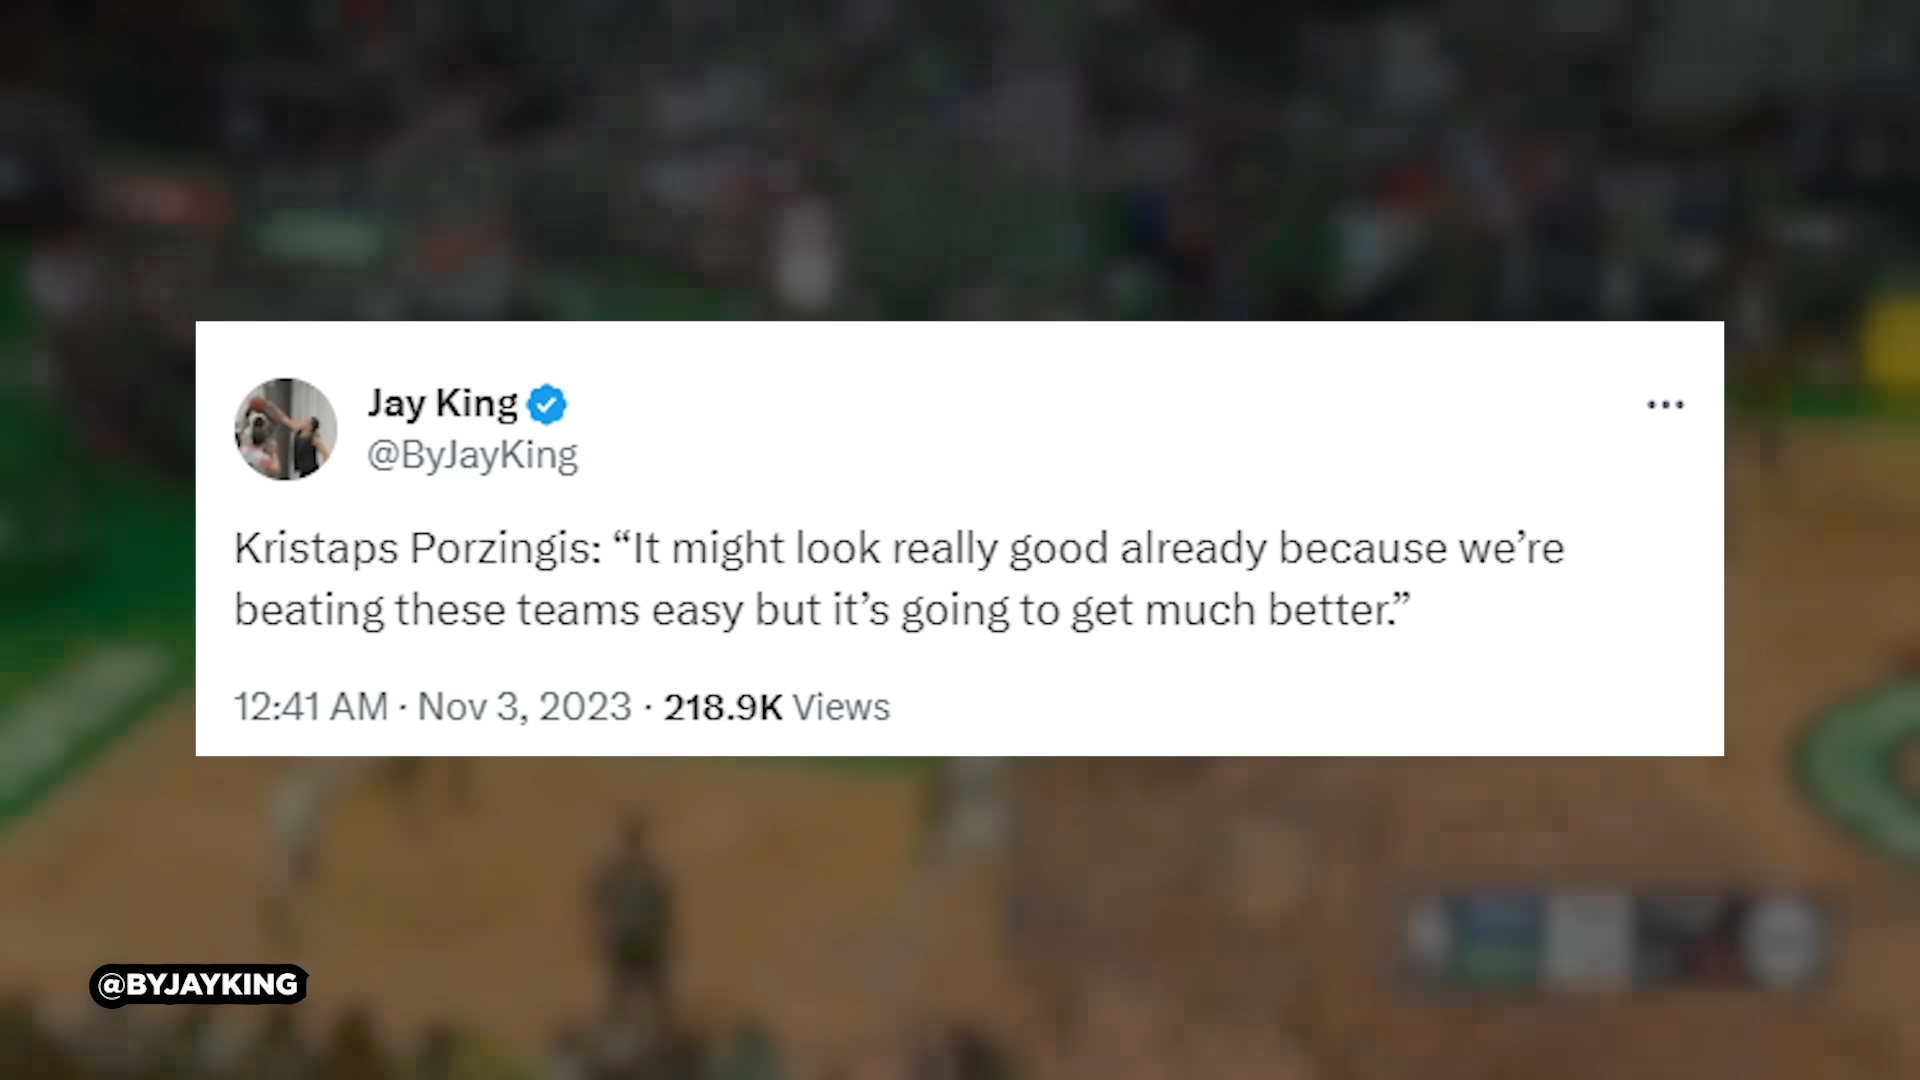 Jay King
@ByJayKing
Kristaps Porzingis: “It might look really good already because we’re
beating these teams easy but it’s going to get much better.”
12:41 AM · Nov 3, 2023 · 218.9K Views
@BYJAYKING